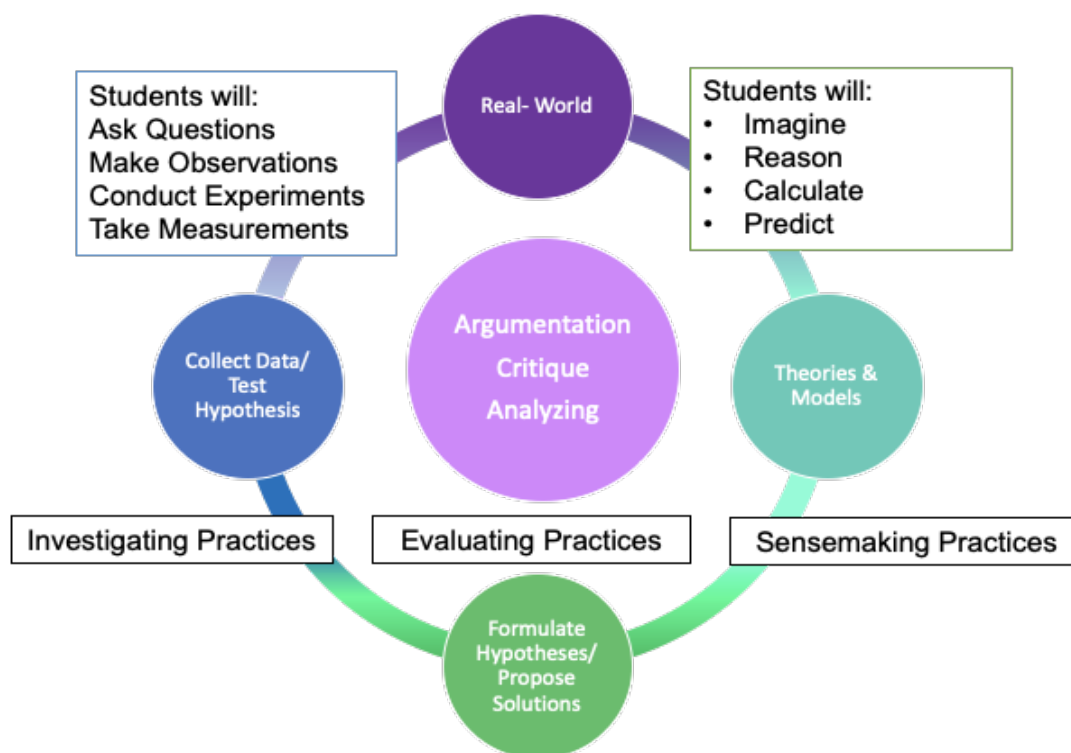 Real- World
Students will:
Ask Questions
Make Observations
Conduct Experiments
Take Measurements
Students will:
• Imagine
• Reason
• Calculate
• Predict
Argumentation
Critique
Analyzing
Collect Data/
Test
Hypothesis
Theories &
Models
Investigating Practices
Evaluating Practices
Sensemaking Practices
Formulate
Hypotheses/
Propose
Solutions